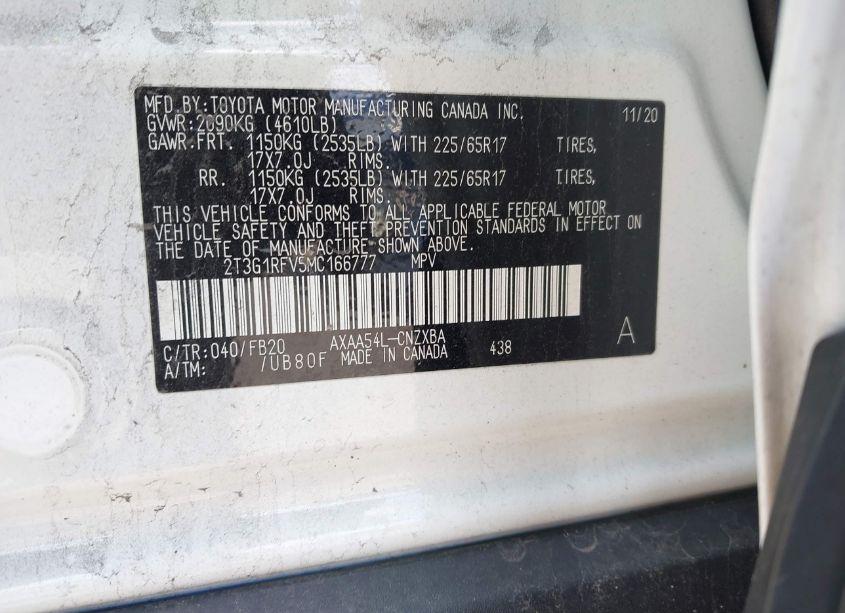 MFD.BY:TOYOTA MOTOR MANUFACTURING CANADA INC. 11/20
GVWR:2090KG (4610LB)
GAWR.FRT. 1150KG (2535LB) WITH 225/65R17 TIRES,
17X7.0J RIMS.
RR. 1150KG (2535LB) WITH 225/65R17 TIRES,
17X7.0J RIMS.
THIS VEHICLE CONFORMS TO ALL APPLICABLE FEDERAL MOTOR
VEHICLE SAFETY AND THEFT PREVENTION STANDARDS IN EFFECT ON
THE DATE OF MANUFACTURE SHOWN ABOVE.
2T3G1RFV5MC166777 MPV
C/TR:040/FB20 AXAA54L-CNZXBA 438 A
A/TM: /UB80F MADE IN CANADA